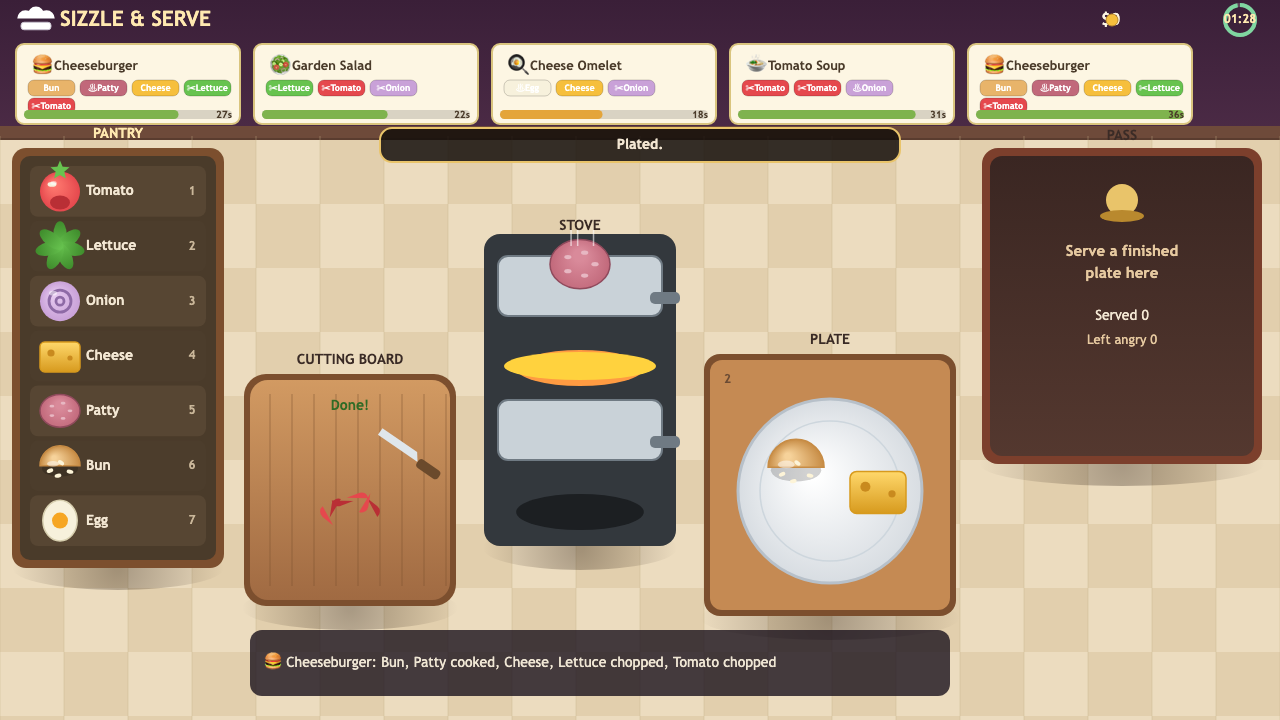 SIZZLE & SERVE
$0
01:28
Cheeseburger
Bun ♨Patty Cheese ✂Lettuce
✂Tomato
27s
Garden Salad
✂Lettuce ✂Tomato ✂Onion
22s
Cheese Omelet
♨Egg Cheese ✂Onion
18s
Tomato Soup
✂Tomato ✂Tomato ♨Onion
31s
Cheeseburger
Bun ♨Patty Cheese ✂Lettuce
✂Tomato
36s
Plated.
PANTRY
Tomato 1
Lettuce 2
Onion 3
Cheese 4
Patty 5
Bun 6
Egg 7
CUTTING BOARD
Done!
STOVE
PLATE
2
PASS
Serve a finished
plate here
Served 0
Left angry 0
Cheeseburger: Bun, Patty cooked, Cheese, Lettuce chopped, Tomato chopped